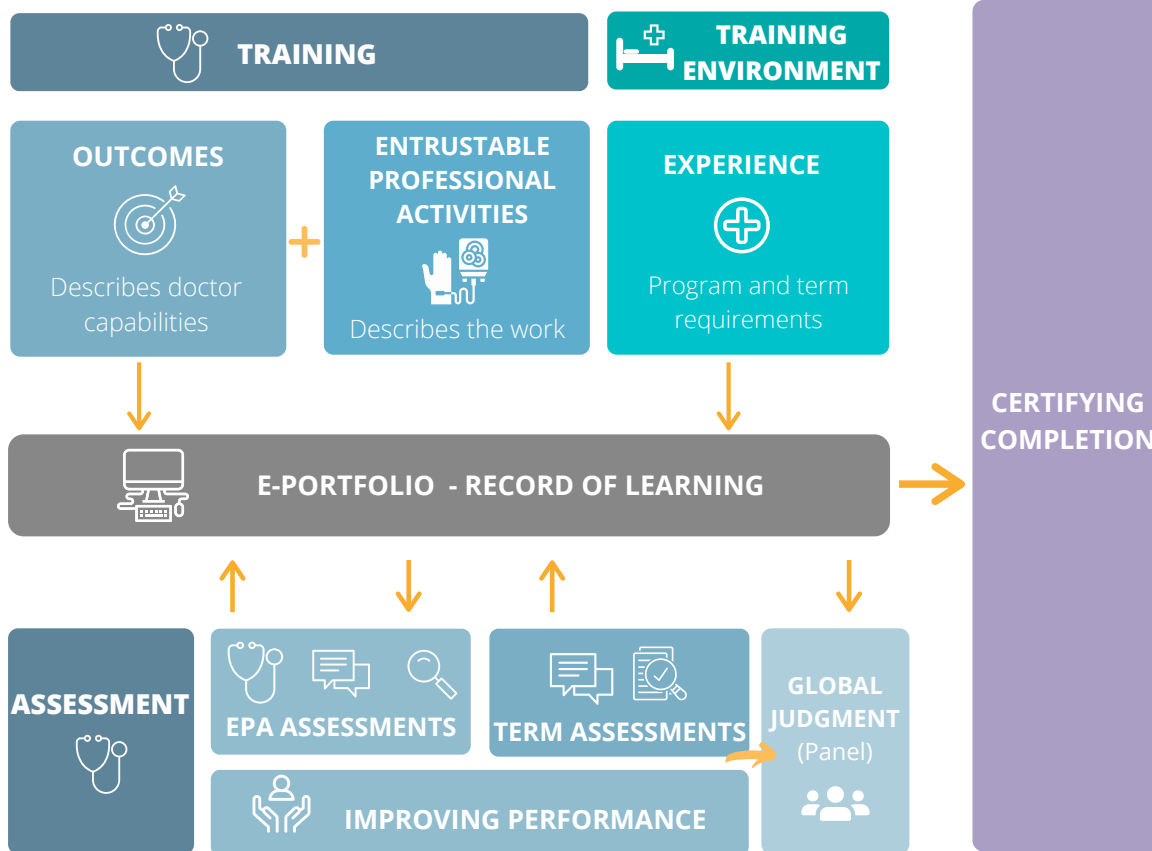 TRAINING
TRAINING
ENVIRONMENT
OUTCOMES
Describes doctor
capabilities
ENTRUSTABLE
PROFESSIONAL
ACTIVITIES
Describes the work
EXPERIENCE
Program and term
requirements
CERTIFYING
COMPLETION
E-PORTFOLIO - RECORD OF LEARNING
ASSESSMENT
EPA ASSESSMENTS
TERM ASSESSMENTS
GLOBAL
JUDGMENT
(Panel)
IMPROVING PERFORMANCE